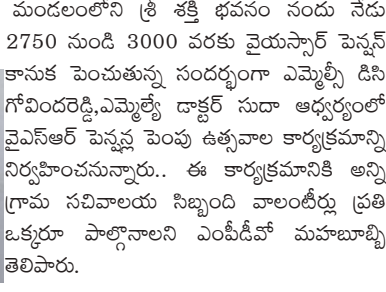 మండలంలోని శ్రీ శక్తి భవనం నందు నేడు
2750 నుండి 3000 వరకు వైయస్సార్ పెన్షన్
కానుక పెంచుతున్న సందర్భంగా ఎమ్మెల్సీ డిసి
గోవిందరెడ్డి,ఎమ్మెల్యే డాక్టర్ సుదా ఆధ్వర్యంలో
వైఎస్ఆర్ పెన్షన్ల పెంపు ఉత్సవాల కార్యక్రమాన్ని
నిర్వహించనున్నారు.. ఈ కార్యక్రమానికి అన్ని
గ్రామ సచివాలయ సిబ్బంది వాలంటీర్లు ప్రతి
ఒక్కరూ పాల్గొనాలని ఎంపీడీవో మహబూబ్బి
తెలిపారు.